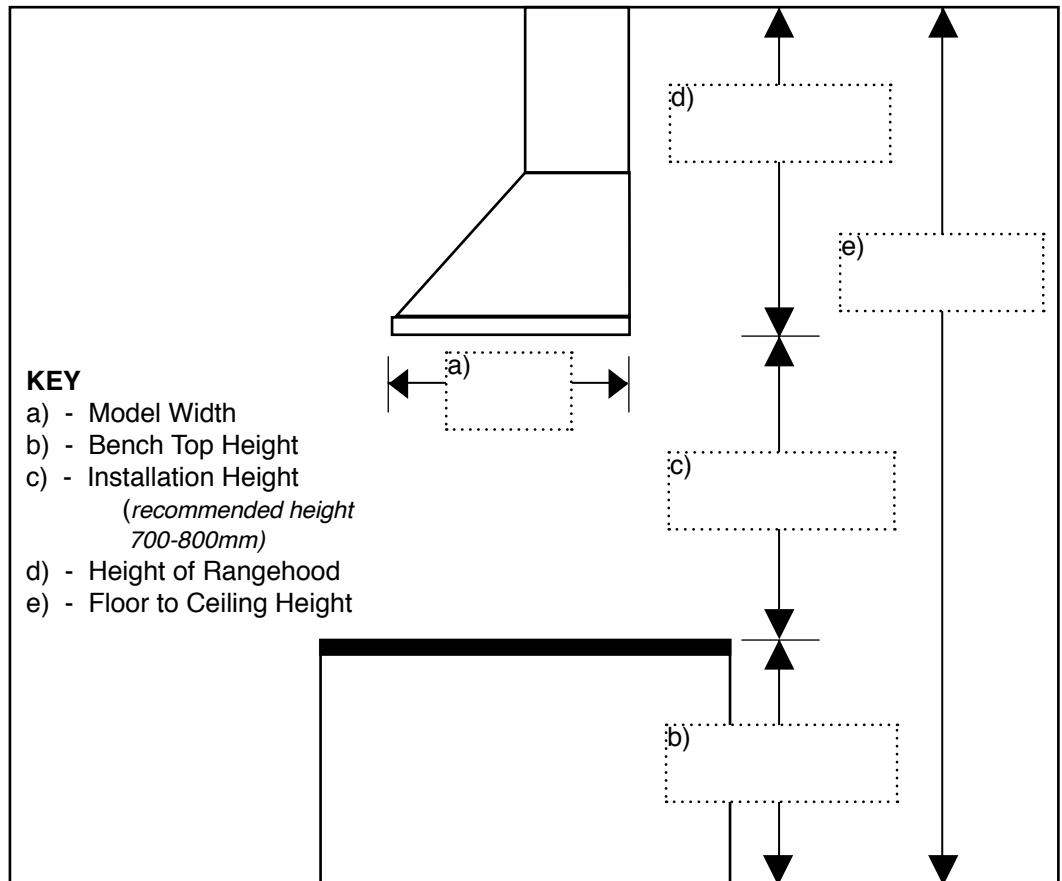 d)
e)
a)
KEY
a) - Model Width
b) - Bench Top Height
c) - Installation Height
(recommended height
700-800mm)
d) - Height of Rangehood
e) - Floor to Ceiling Height
c)
b)